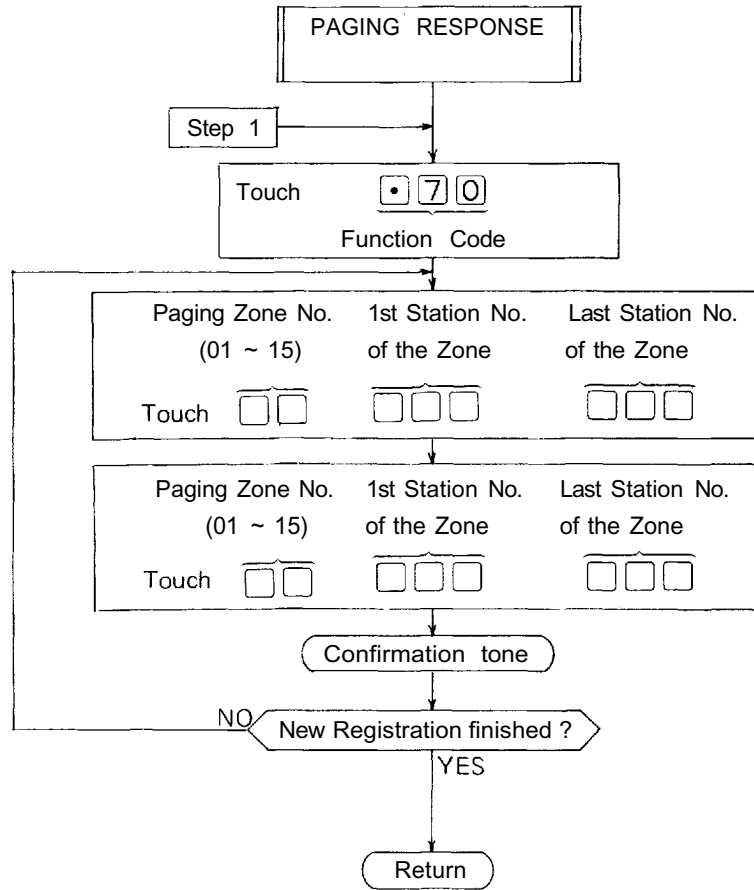 PAGING RESPONSE
Step 1
Touch • 7 0
Function Code
Paging Zone No. 1st Station No. Last Station No.
(01 ~ 15) of the Zone of the Zone
Touch
Paging Zone No. 1st Station No. Last Station No.
(01 ~ 15) of the Zone of the Zone
Touch
Confirmation tone
NO New Registration finished ?
YES
Return